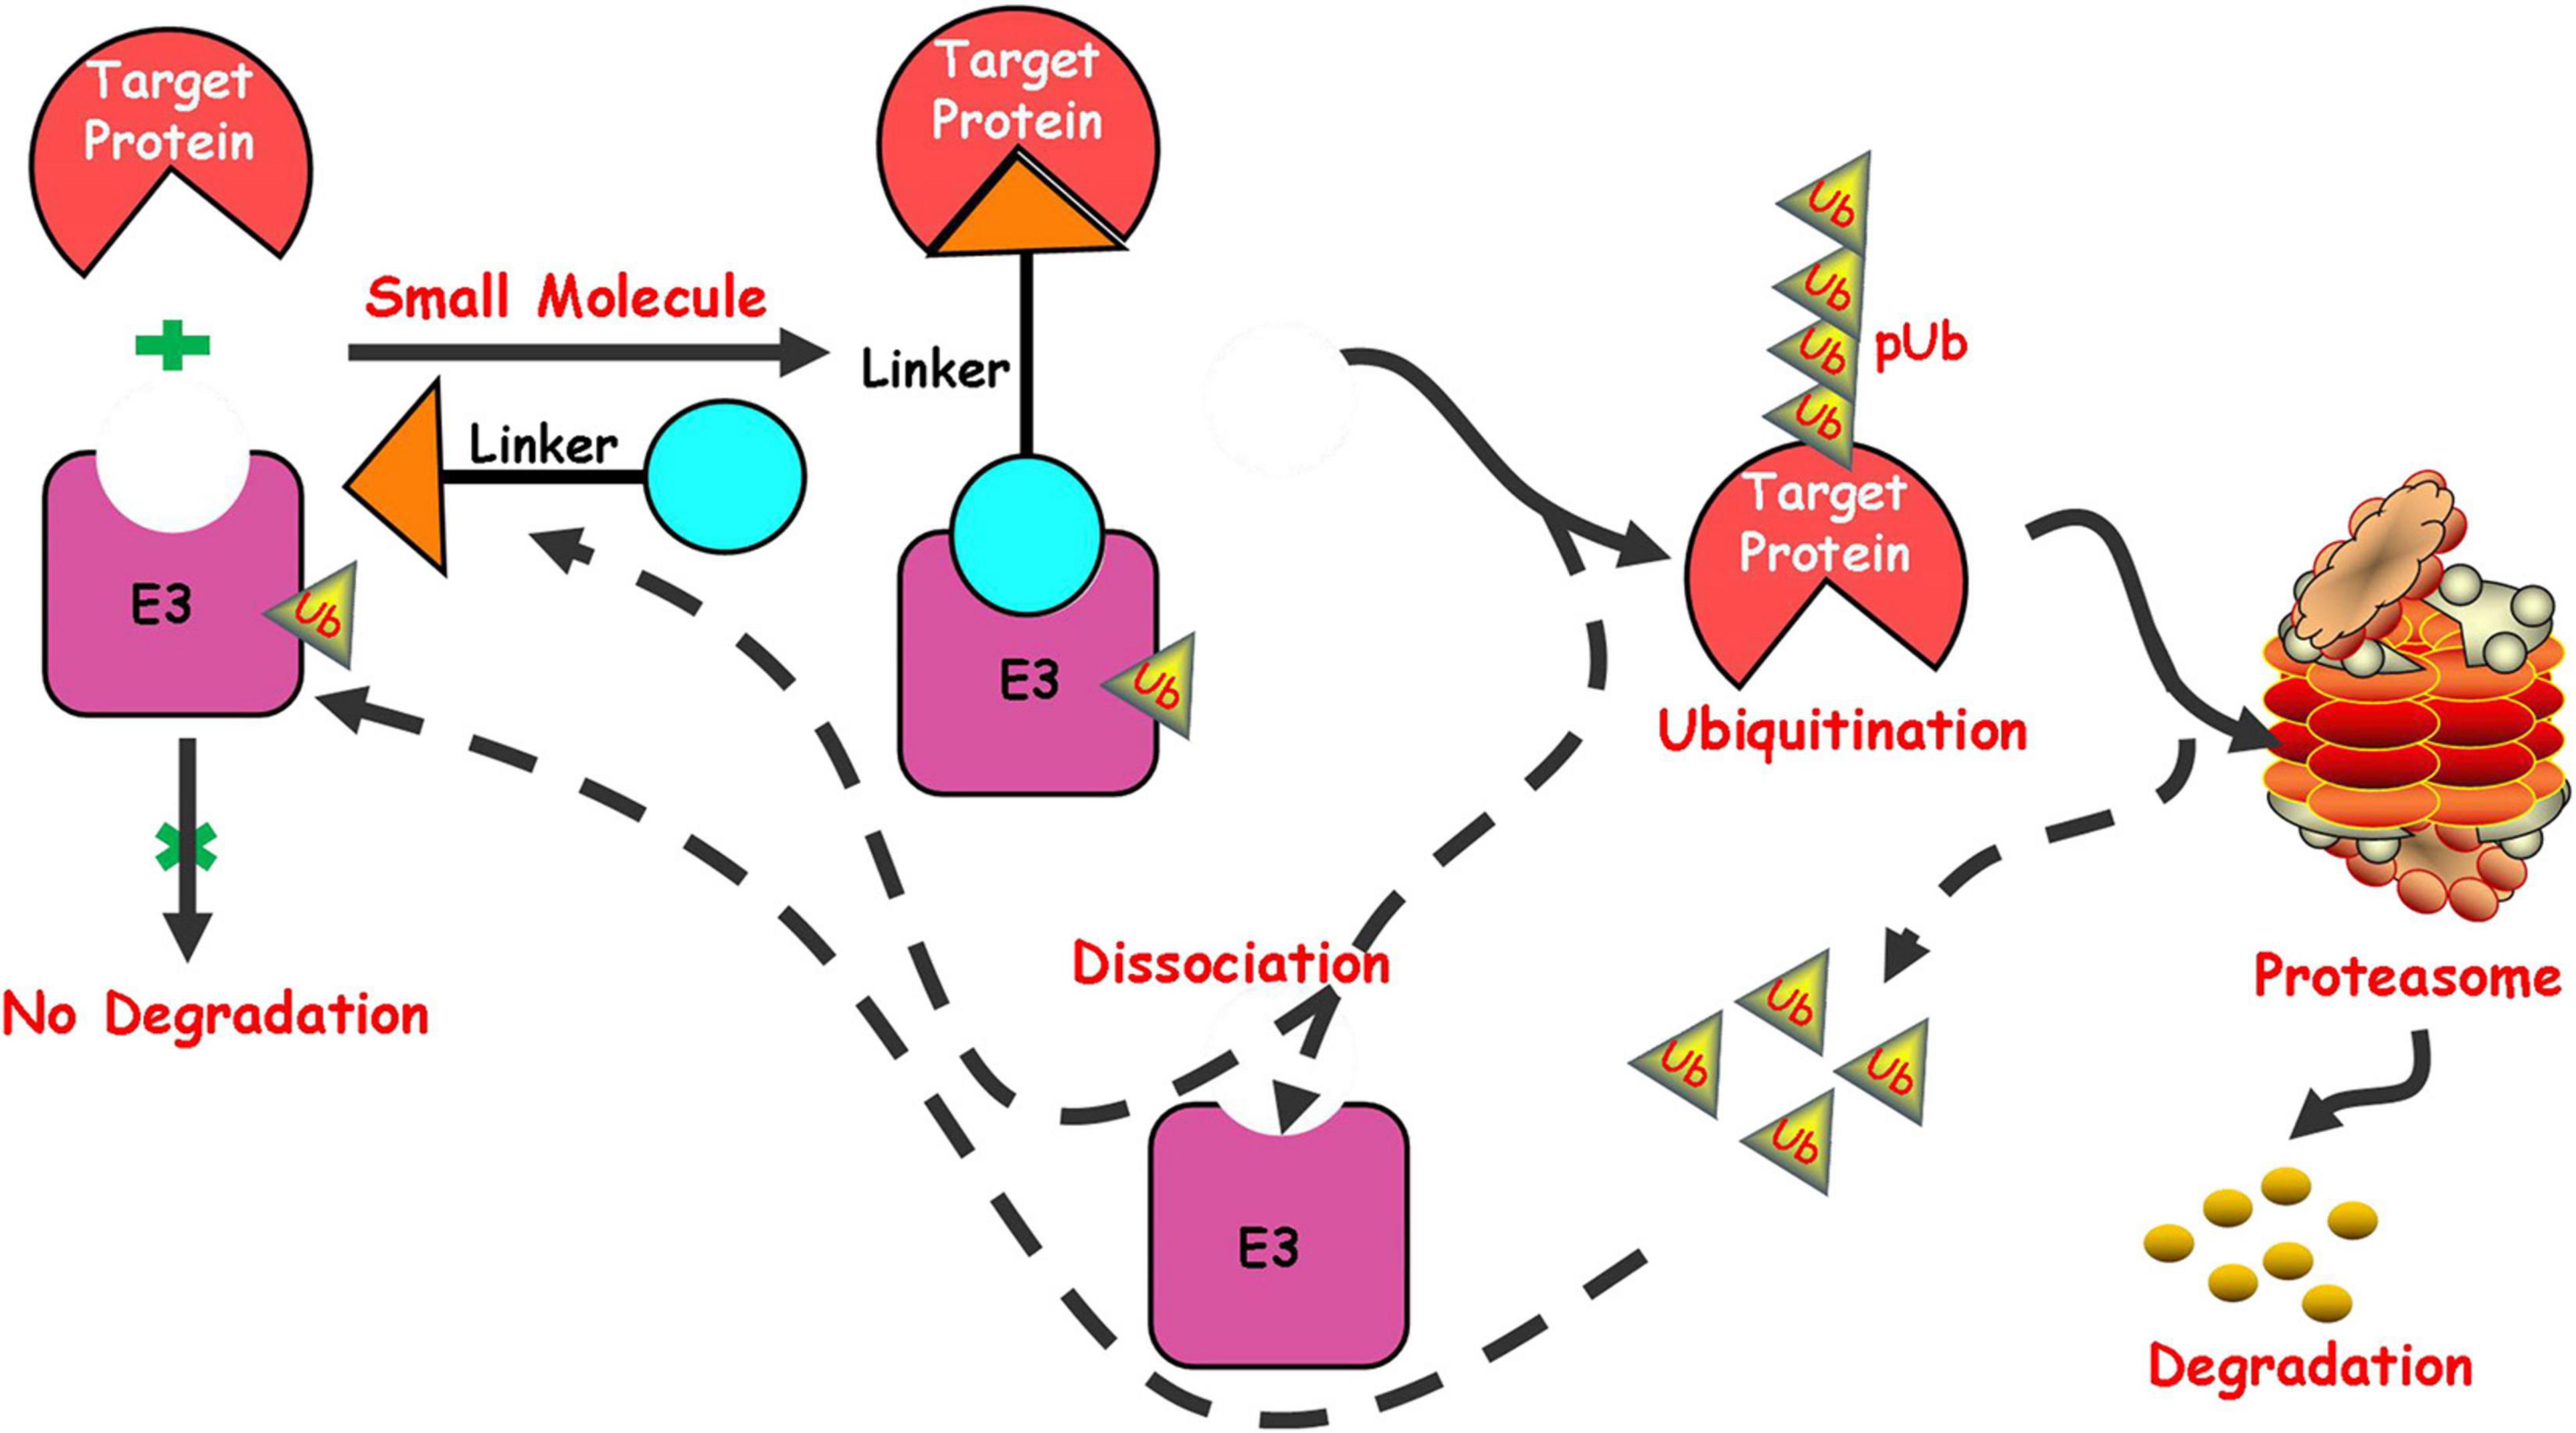 Target
Protein
Small Molecule
Linker
E3
Ub
No Degradation
Target
Protein
Linker
E3
Ub
Ub
Ub
Ub
Ub
pUb
Target
Protein
Ubiquitination
Dissociation
E3
Ub
Ub
Ub
Ub
Proteasome
Degradation